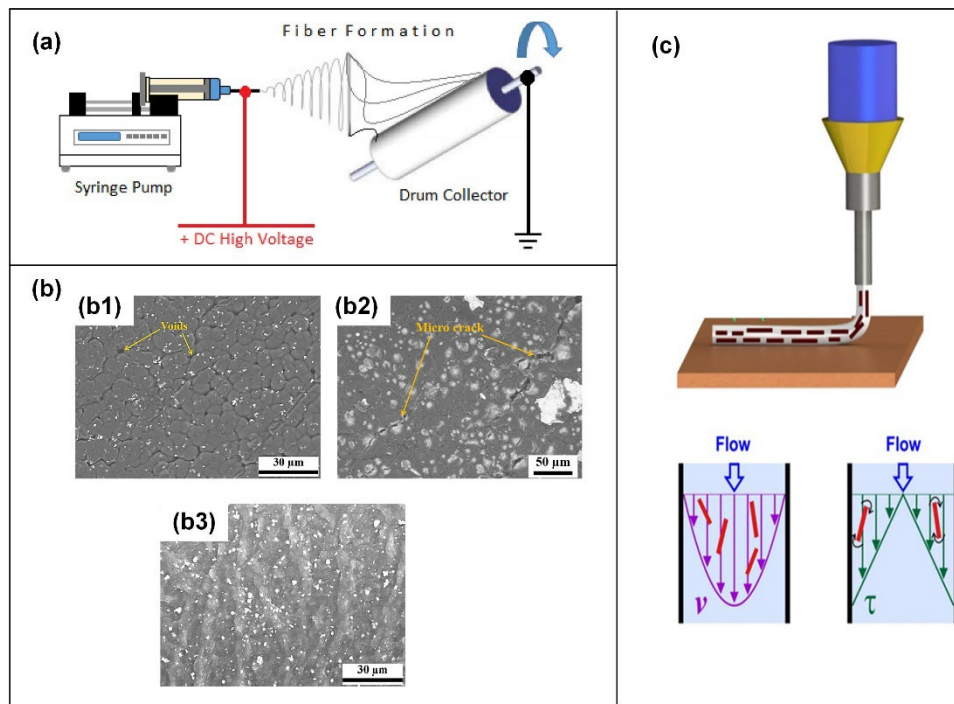 (a)
Fiber Formation
Syringe Pump
Drum Collector
+ DC High Voltage
(b)
(b1)
Voids
30 µm
(b2)
Micro crack
50 µm
(b3)
30 µm
(c)
Flow
Flow
ν
τ